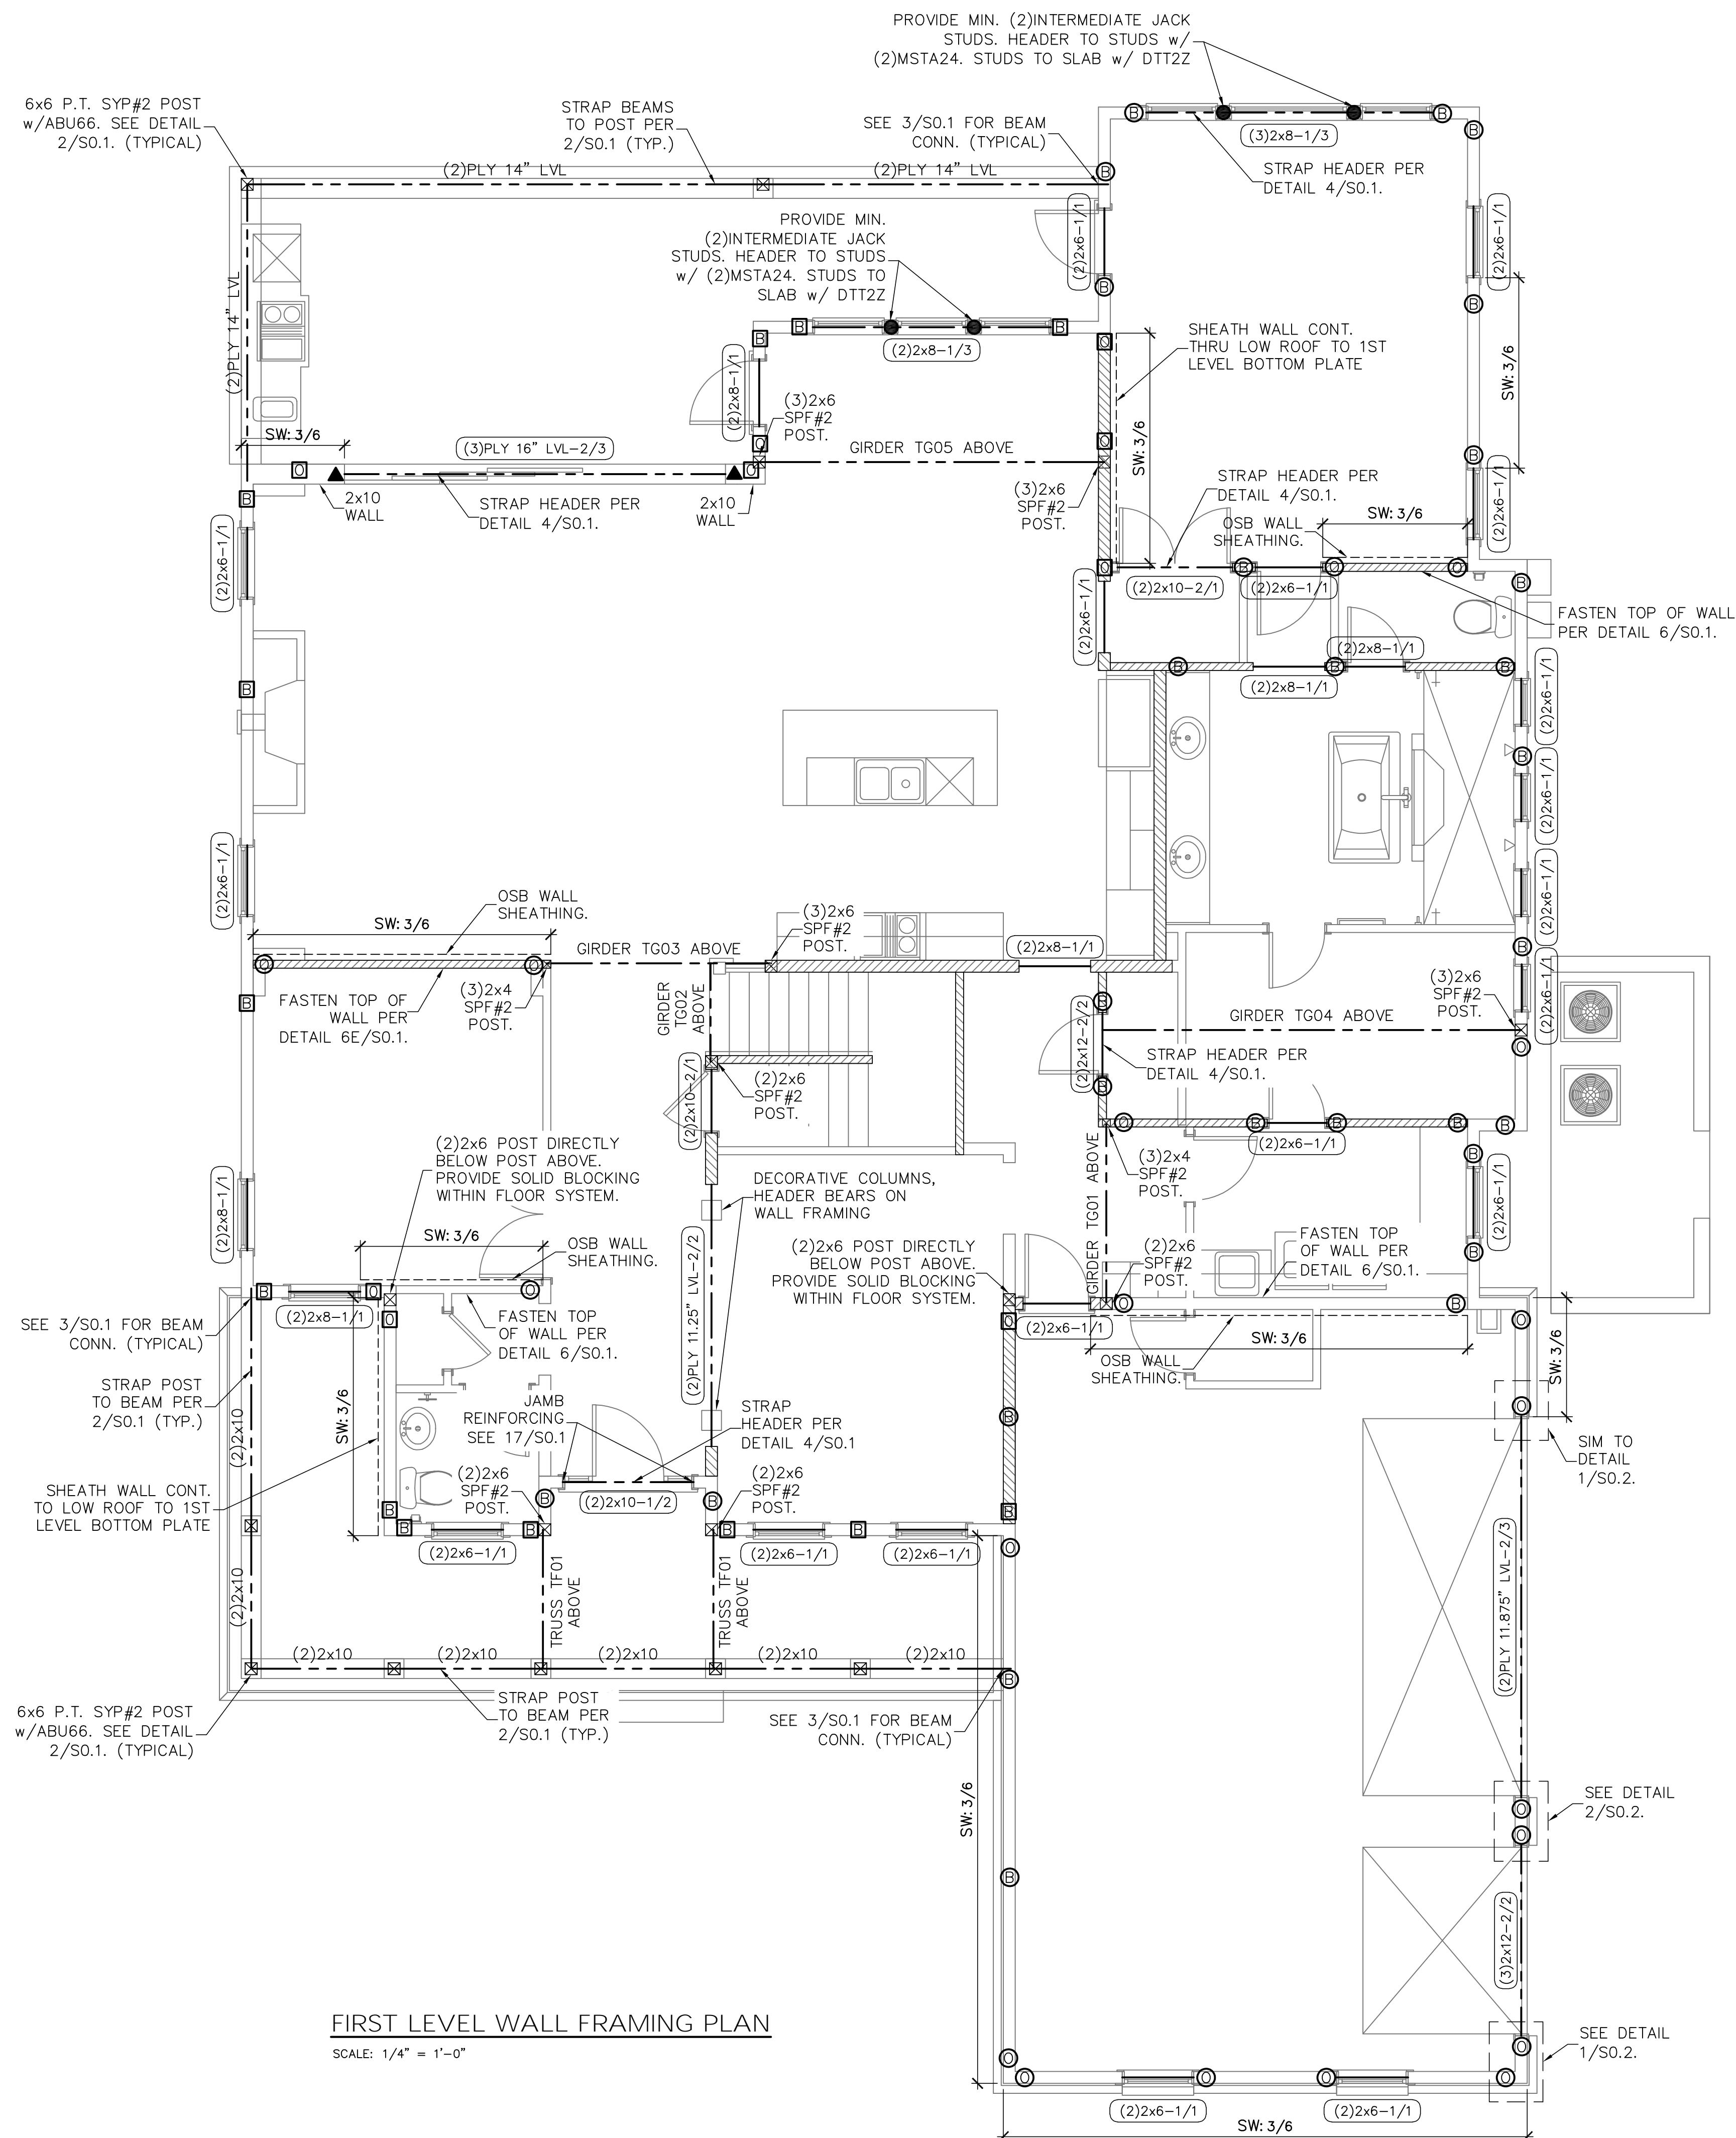 PROVIDE MIN. (2)INTERMEDIATE JACK
STUDS. HEADER TO STUDS w/
(2)MSTA24. STUDS TO SLAB w/ DTT2Z
6x6 P.T. SYP#2 POST
w/ABU66. SEE DETAIL
2/S0.1. (TYPICAL)
STRAP BEAMS
TO POST PER
2/S0.1 (TYP.)
SEE 3/S0.1 FOR BEAM
CONN. (TYPICAL)
B
B
B
(3)2x8-1/3
STRAP HEADER PER
DETAIL 4/S0.1.
(2)PLY 14" LVL
(2)PLY 14" LVL
B
(2)2x6-1/1
(2)2x6-1/1
PROVIDE MIN.
(2)INTERMEDIATE JACK
STUDS. HEADER TO STUDS
w/ (2)MSTA24. STUDS TO
SLAB w/ DTT2Z
(2)PLY 14" LVL
B
B
B
B
(2)2x8-1/3
B
O
SHEATH WALL CONT.
THRU LOW ROOF TO 1ST
LEVEL BOTTOM PLATE
SW: 3/6
(2)2x8-1/1
(3)2x6
SPF#2
POST.
SW: 3/6
SW: 3/6
(3)PLY 16" LVL-2/3
O
GIRDER TG05 ABOVE
O
B
O
O
2x10
WALL
STRAP HEADER PER
DETAIL 4/S0.1.
2x10
WALL
(3)2x6
SPF#2
POST.
STRAP HEADER PER
DETAIL 4/S0.1.
OSB WALL
SHEATHING.
SW: 3/6
(2)2x6-1/1
B
(2)2x6-1/1
O
B
O
O
B
(2)2x10-2/1
(2)2x6-1/1
(2)2x6-1/1
FASTEN TOP OF WALL
PER DETAIL 6/S0.1.
(2)2x8-1/1
B
B
B
(2)2x8-1/1
B
(2)2x6-1/1
B
(2)2x6-1/1
(2)2x6-1/1
(2)2x6-1/1
OSB WALL
SHEATHING.
SW: 3/6
(3)2x6
SPF#2
POST.
GIRDER TG03 ABOVE
(2)2x8-1/1
B
O
O
B
FASTEN TOP OF
WALL PER
DETAIL 6E/S0.1.
(3)2x4
SPF#2
POST.
GIRDER
TG02
ABOVE
B
(3)2x6
SPF#2
POST.
(2)2x6-1/1
GIRDER TG04 ABOVE
O
(2)2x12-2/2
STRAP HEADER PER
DETAIL 4/S0.1.
B
(2)2x10-2/1
(2)2x6
SPF#2
POST.
O
B
B
B
B
(2)2x6-1/1
B
(2)2x6 POST DIRECTLY
BELOW POST ABOVE.
PROVIDE SOLID BLOCKING
WITHIN FLOOR SYSTEM.
DECORATIVE COLUMNS,
HEADER BEARS ON
WALL FRAMING
(3)2x4
SPF#2
POST.
(2)2x8-1/1
(2)2x6-1/1
SW: 3/6
OSB WALL
SHEATHING.
(2)2x6 POST DIRECTLY
BELOW POST ABOVE.
PROVIDE SOLID BLOCKING
WITHIN FLOOR SYSTEM.
GIRDER TG01 ABOVE
(2)2x6
SPF#2
POST.
FASTEN TOP
OF WALL PER
DETAIL 6/S0.1.
B
B
O
O
O
B
(2)2x8-1/1
O
O
O
(2)2x6-1/1
SEE 3/S0.1 FOR BEAM
CONN. (TYPICAL)
FASTEN TOP
OF WALL PER
DETAIL 6/S0.1.
(2)PLY 11.25" LVL-2/2
SW: 3/6
OSB WALL
SHEATHING.
SW: 3/6
STRAP POST
TO BEAM PER
2/S0.1 (TYP.)
SW: 3/6
(2)2x10
JAMB
REINFORCING
SEE 17/S0.1
STRAP
HEADER PER
DETAIL 4/S0.1
B
O
SIM TO
DETAIL
1/S0.2.
SHEATH WALL CONT.
TO LOW ROOF TO 1ST
LEVEL BOTTOM PLATE
(2)2x6
SPF#2
POST.
(2)2x6
SPF#2
POST.
(2)2x10-1/2
B
B
B
B
B
B
B
B
B
O
(2)2x6-1/1
(2)2x6-1/1
(2)2x6-1/1
(2)PLY 11.875" LVL-2/3
(2)2x10
TRUSS TF01
ABOVE
TRUSS TF01
ABOVE
(2)2x10
(2)2x10
(2)2x10
(2)2x10
(2)2x10
B
6x6 P.T. SYP#2 POST
w/ABU66. SEE DETAIL
2/S0.1. (TYPICAL)
STRAP POST
TO BEAM PER
2/S0.1 (TYP.)
SEE 3/S0.1 FOR BEAM
CONN. (TYPICAL)
SW: 3/6
O
O
SEE DETAIL
2/S0.2.
B
(3)2x12-2/2
FIRST LEVEL WALL FRAMING PLAN
SCALE: 1/4" = 1'-0"
O
O
O
O
O
O
SEE DETAIL
1/S0.2.
(2)2x6-1/1
(2)2x6-1/1
SW: 3/6